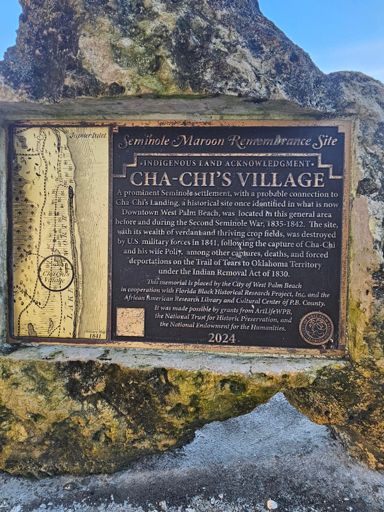 Jupiter Inlet
1841
Seminole Maroon Remembrance Site
INDIGENOUS LAND ACKNOWLEDGMENT
CHA-CHI'S VILLAGE
A prominent Seminole settlement, with a probable connection to
Cha-Chi's Landing, a historical site once identified in what is now
Downtown West Palm Beach, was located in this general area
before and during the Second Seminole War, 1835-1842. The site,
with its wealth of verdant and thriving crop fields, was destroyed
by U.S. military forces in 1841, following the capture of Cha-Chi
and his wife Polly, among other captures, deaths, and forced
deportations on the Trail of Tears to Oklahoma Territory
under the Indian Removal Act of 1830.
This memorial is placed by the City of West Palm Beach
in cooperation with Florida Black Historical Research Project, Inc. and the
African American Research Library and Cultural Center of P.B. County.
It was made possible by grants from ArtLifeWPB,
the National Trust for Historic Preservation, and
the National Endowment for the Humanities.
2024